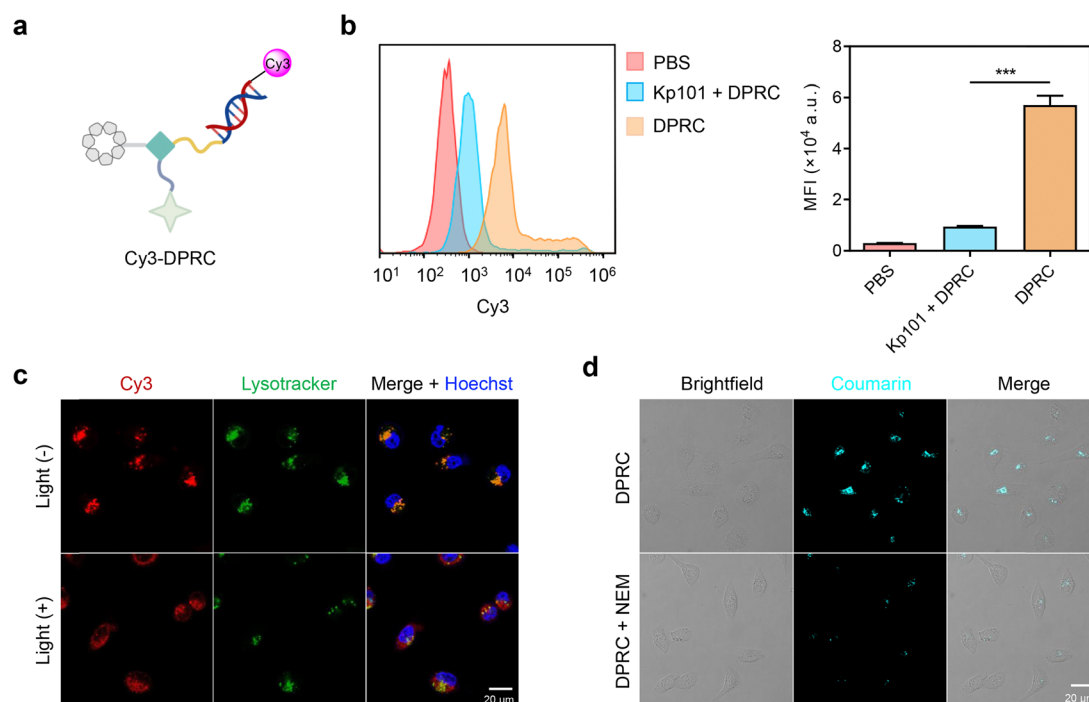 a
Cy3
Cy3-DPRC
b
PBS
Kp101 + DPRC
DPRC
10¹ 10² 10³ 10⁴ 10⁵ 10⁶
Cy3
***
MFI (×10⁴ a.u.)
8
6
4
2
0
PBS
Kp101 + DPRC
DPRC
c
Cy3 Lysotracker Merge + Hoechst
Light (-)
Light (+)
20 µm
d
Brightfield Coumarin Merge
DPRC
DPRC + NEM
20 µm